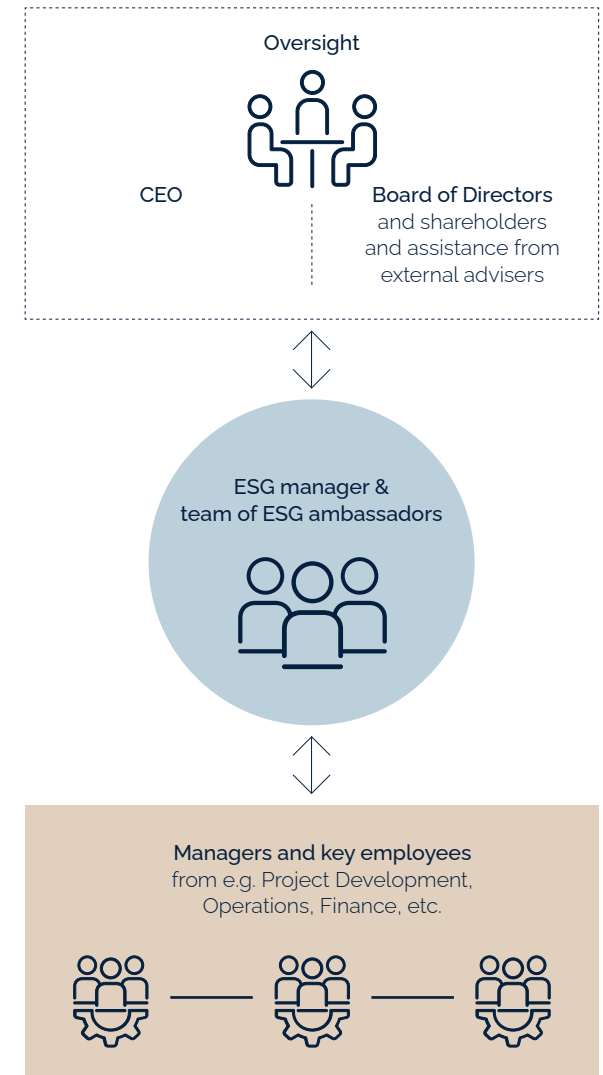 Oversight
CEO
Board of Directors
and shareholders
and assistance from
external advisers
ESG manager &
team of ESG ambassadors
Managers and key employees
from e.g. Project Development,
Operations, Finance, etc.